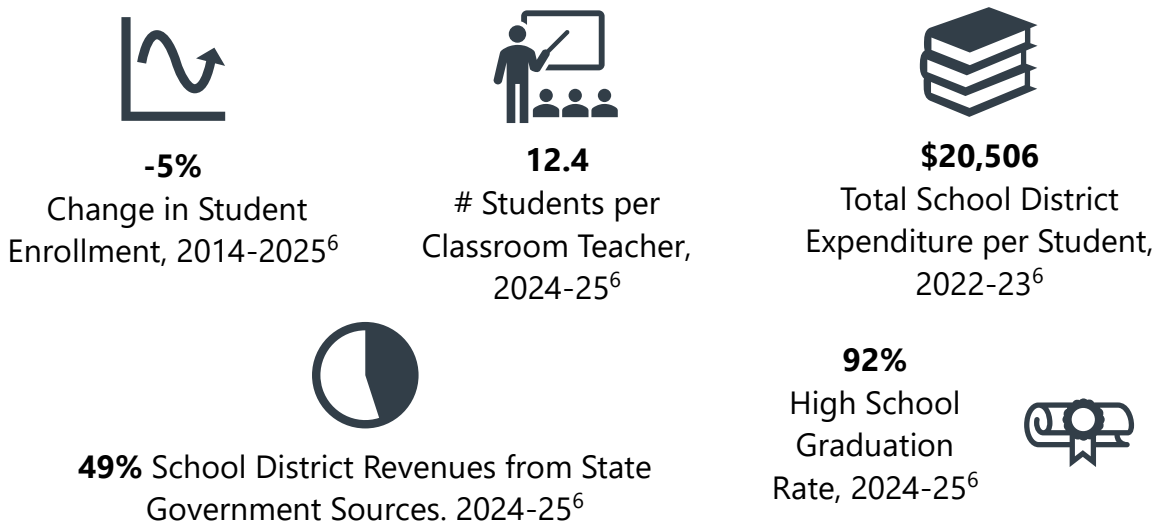 -5%
Change in Student
Enrollment, 2014-2025⁶
12.4
# Students per
Classroom Teacher,
2024-25⁶
$20,506
Total School District
Expenditure per Student,
2022-23⁶
49% School District Revenues from State
Government Sources. 2024-25⁶
92%
High School
Graduation
Rate, 2024-25⁶